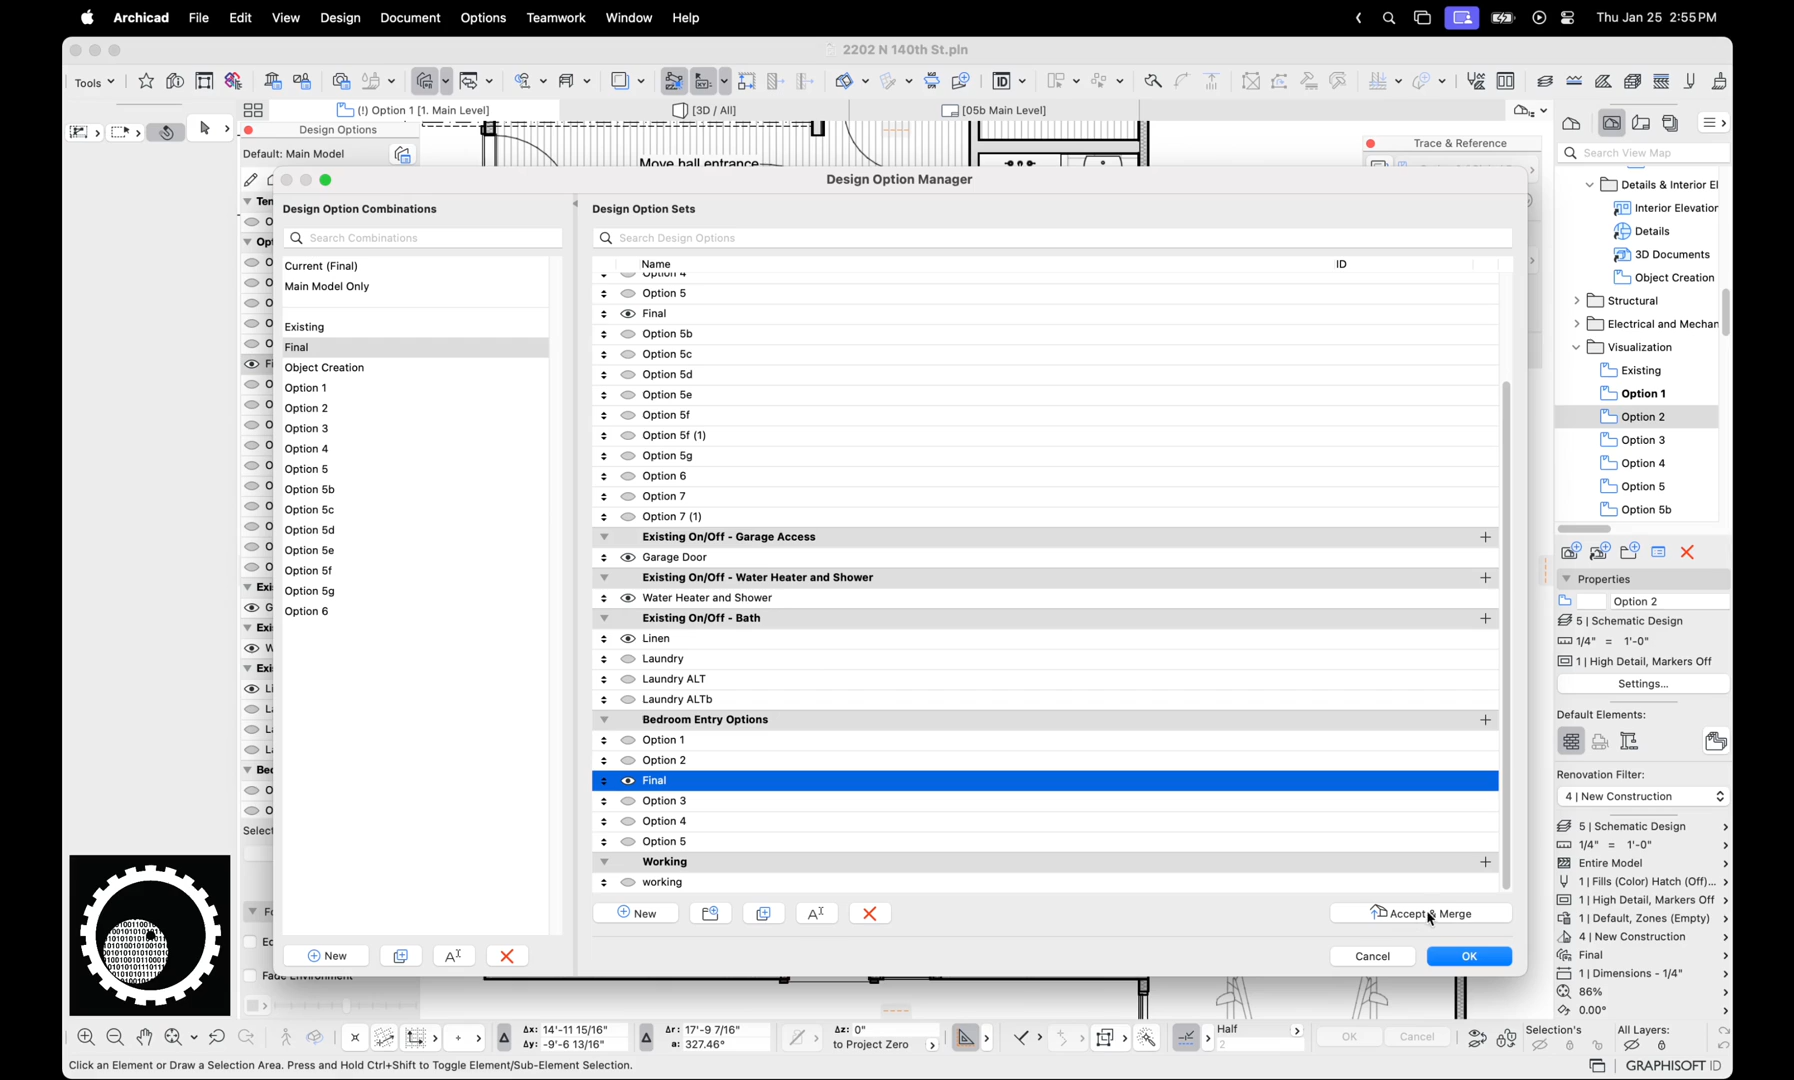 Archicad File Edit View Design Document Options Teamwork Window Help Thu Jan 25 2:55 PM
2202 N 140th St.pln
Tools
(!) Option 1 [1. Main Level] [3D / All] [05b Main Level]
Design Options
Default: Main Model
Move hall entrance
Trace & Reference
Search View Map
Design Option Manager
Design Option Combinations
Search Combinations
Current (Final)
Main Model Only
Existing
Final
Object Creation
Option 1
Option 2
Option 3
Option 4
Option 5
Option 5b
Option 5c
Option 5d
Option 5e
Option 5f
Option 5g
Option 6
New
Design Option Sets
Search Design Options
Name ID
Option 4
Option 5
Final
Option 5b
Option 5c
Option 5d
Option 5e
Option 5f
Option 5f (1)
Option 5g
Option 6
Option 7
Option 7 (1)
Existing On/Off - Garage Access
Garage Door
Existing On/Off - Water Heater and Shower
Water Heater and Shower
Existing On/Off - Bath
Linen
Laundry
Laundry ALT
Laundry ALTb
Bedroom Entry Options
Option 1
Option 2
Final
Option 3
Option 4
Option 5
Working
working
New
Accept & Merge
Cancel OK
Details & Interior El
Interior Elevation
Details
3D Documents
Object Creation
Structural
Electrical and Mechan
Visualization
Existing
Option 1
Option 2
Option 3
Option 4
Option 5
Option 5b
Properties
Option 2
5 | Schematic Design
1/4" = 1'-0"
1 | High Detail, Markers Off
Settings...
Default Elements:
Renovation Filter:
4 | New Construction
5 | Schematic Design
1/4" = 1'-0"
Entire Model
1 | Fills (Color) Hatch (Off)...
1 | High Detail, Markers Off
1 | Default, Zones (Empty)
4 | New Construction
Final
1 | Dimensions - 1/4"
86%
0.00°
Δx: 14'-11 15/16"
Δy: -9'-6 13/16"
Δr: 17'-9 7/16"
a: 327.46°
Δz: 0"
to Project Zero
Half
2
OK Cancel
Selection's
All Layers:
Click an Element or Draw a Selection Area. Press and Hold Ctrl+Shift to Toggle Element/Sub-Element Selection.
GRAPHISOFT ID